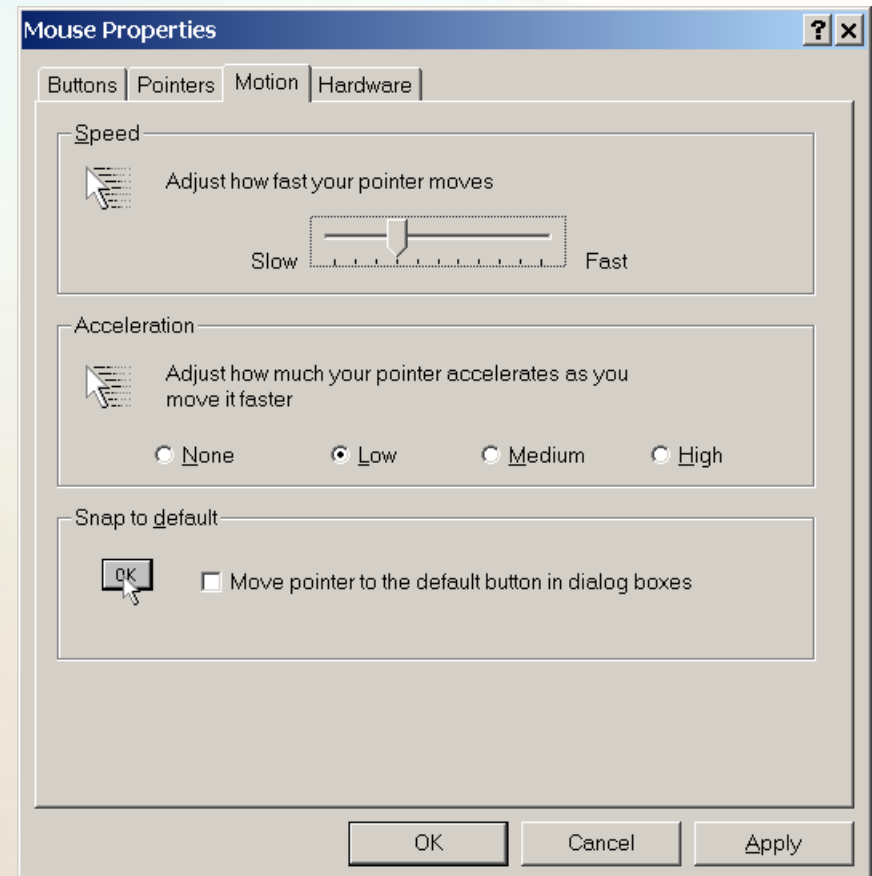 Mouse Properties
Buttons Pointers Motion Hardware
Speed
Adjust how fast your pointer moves
Slow Fast
Acceleration
Adjust how much your pointer accelerates as you
move it faster
None Low Medium High
Snap to default
OK
Move pointer to the default button in dialog boxes
OK Cancel Apply